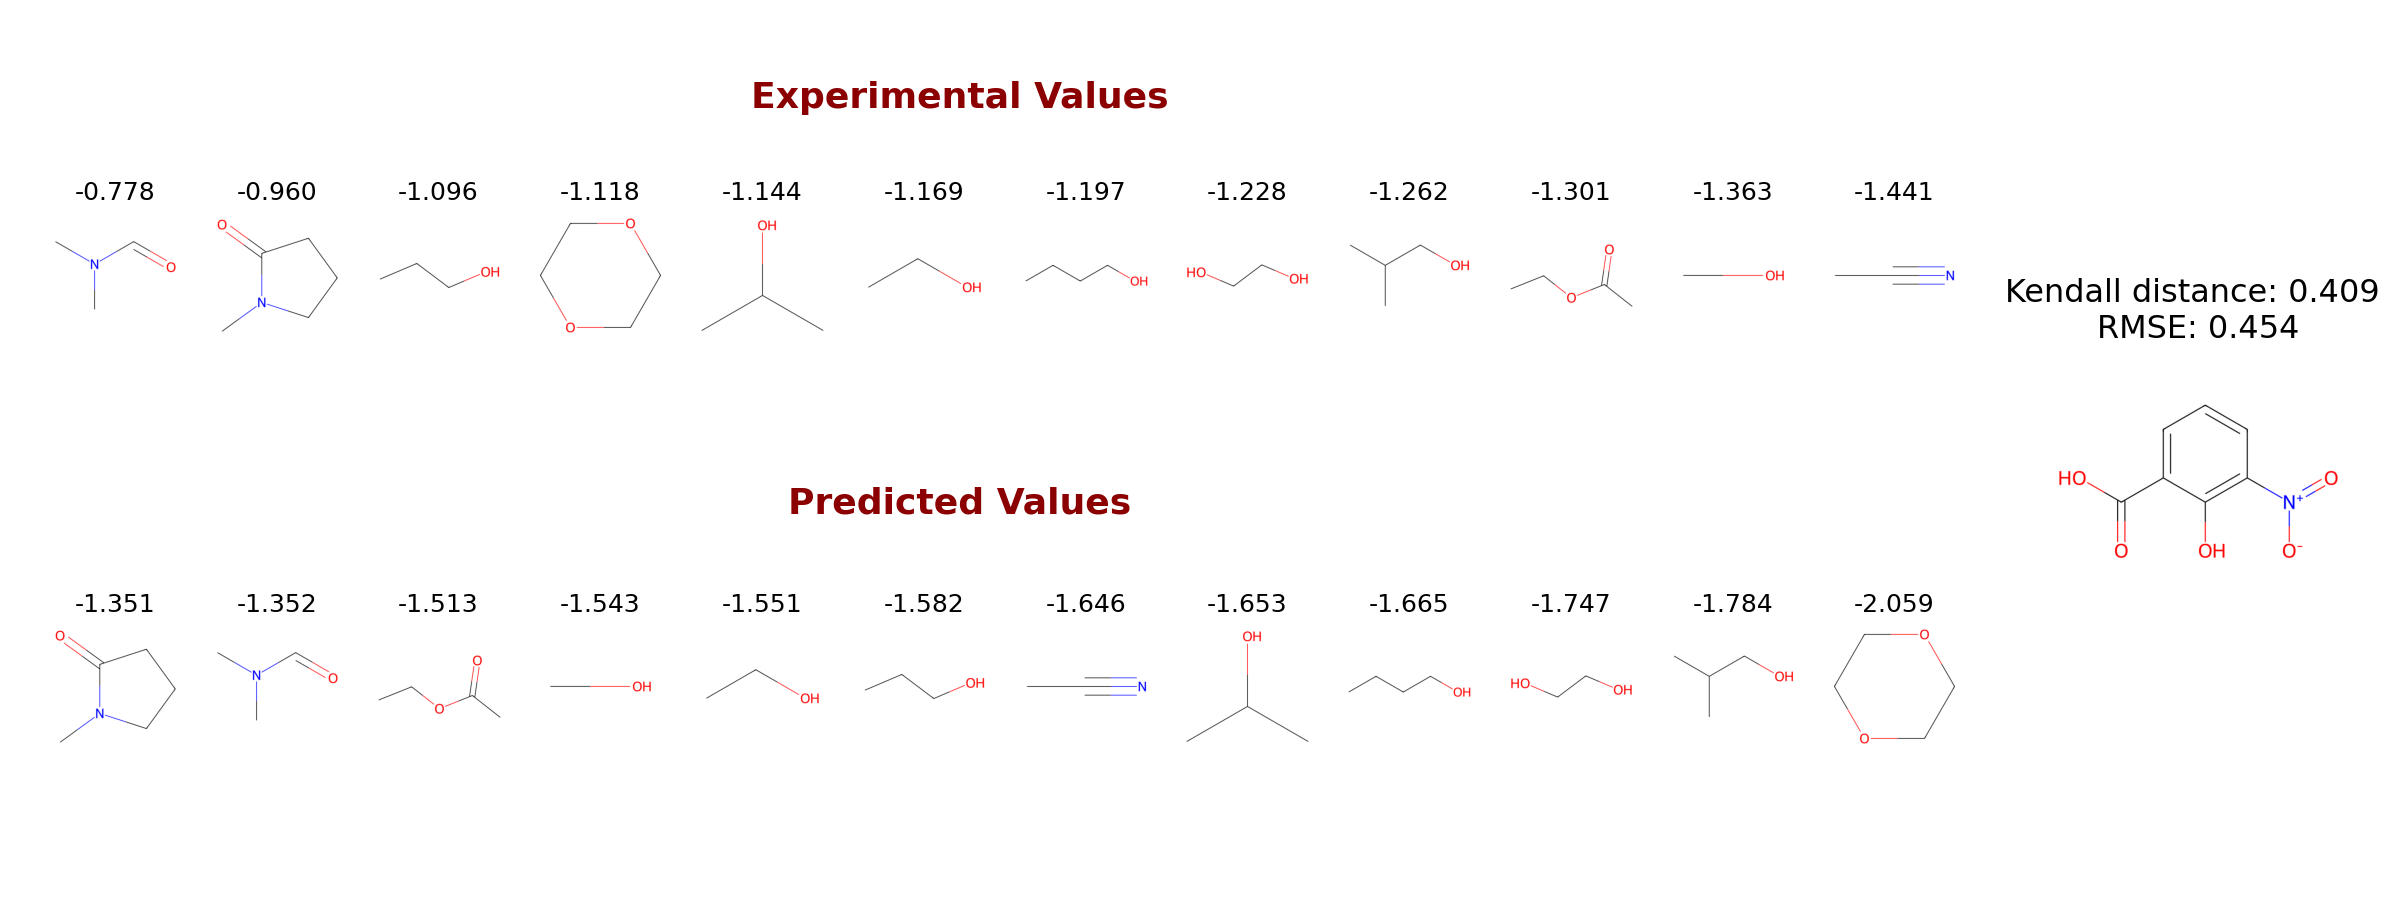 Experimental Values
-0.778 -0.960 -1.096 -1.118 -1.144 -1.169 -1.197 -1.228 -1.262 -1.301 -1.363 -1.441
N O
O N
OH
O O
OH
OH
OH
HO OH
OH
O O
OH
N
Kendall distance: 0.409
RMSE: 0.454
HO O OH N+ O O-
Predicted Values
-1.351 -1.352 -1.513 -1.543 -1.551 -1.582 -1.646 -1.653 -1.665 -1.747 -1.784 -2.059
O N
N O
O O
OH
OH
OH
N
OH
OH
HO OH
OH
O O